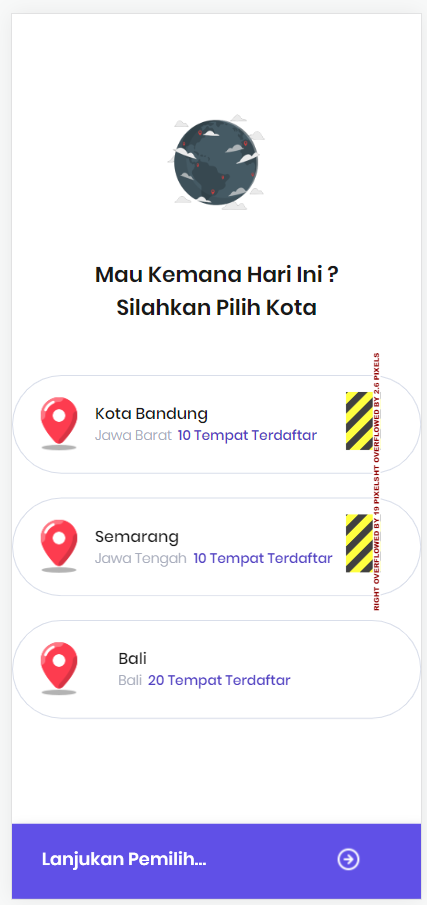 Mau Kemana Hari Ini ?
Silahkan Pilih Kota
Kota Bandung
Jawa Barat 10 Tempat Terdaftar
RIGHT OVERFLOWED BY 2.6 PIXELS
Semarang
Jawa Tengah 10 Tempat Terdaftar
RIGHT OVERFLOWED BY 19 PIXELS
Bali
Bali 20 Tempat Terdaftar
Lanjukan Pemilih...